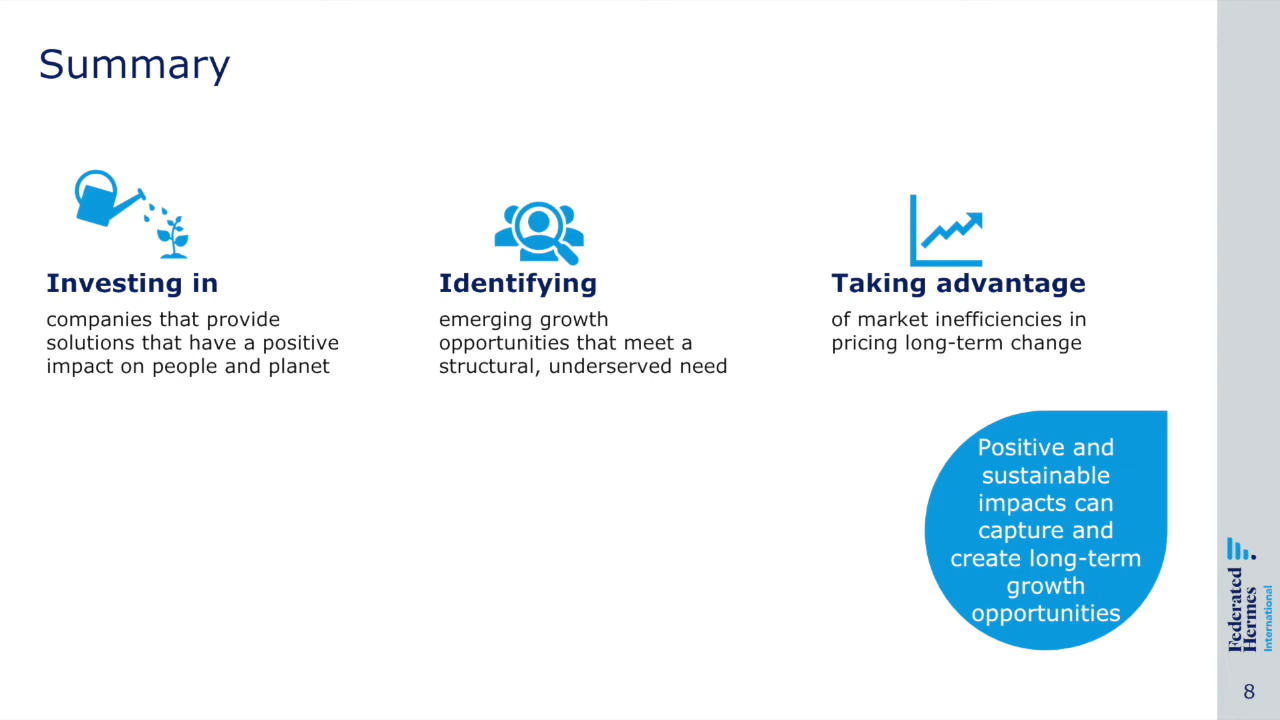 Summary
Investing in
companies that provide
solutions that have a positive
impact on people and planet
Identifying
emerging growth
opportunities that meet a
structural, underserved need
Taking advantage
of market inefficiencies in
pricing long-term change
Positive and
sustainable
impacts can
capture and
create long-term
growth
opportunities
Federated
Hermes
International
8